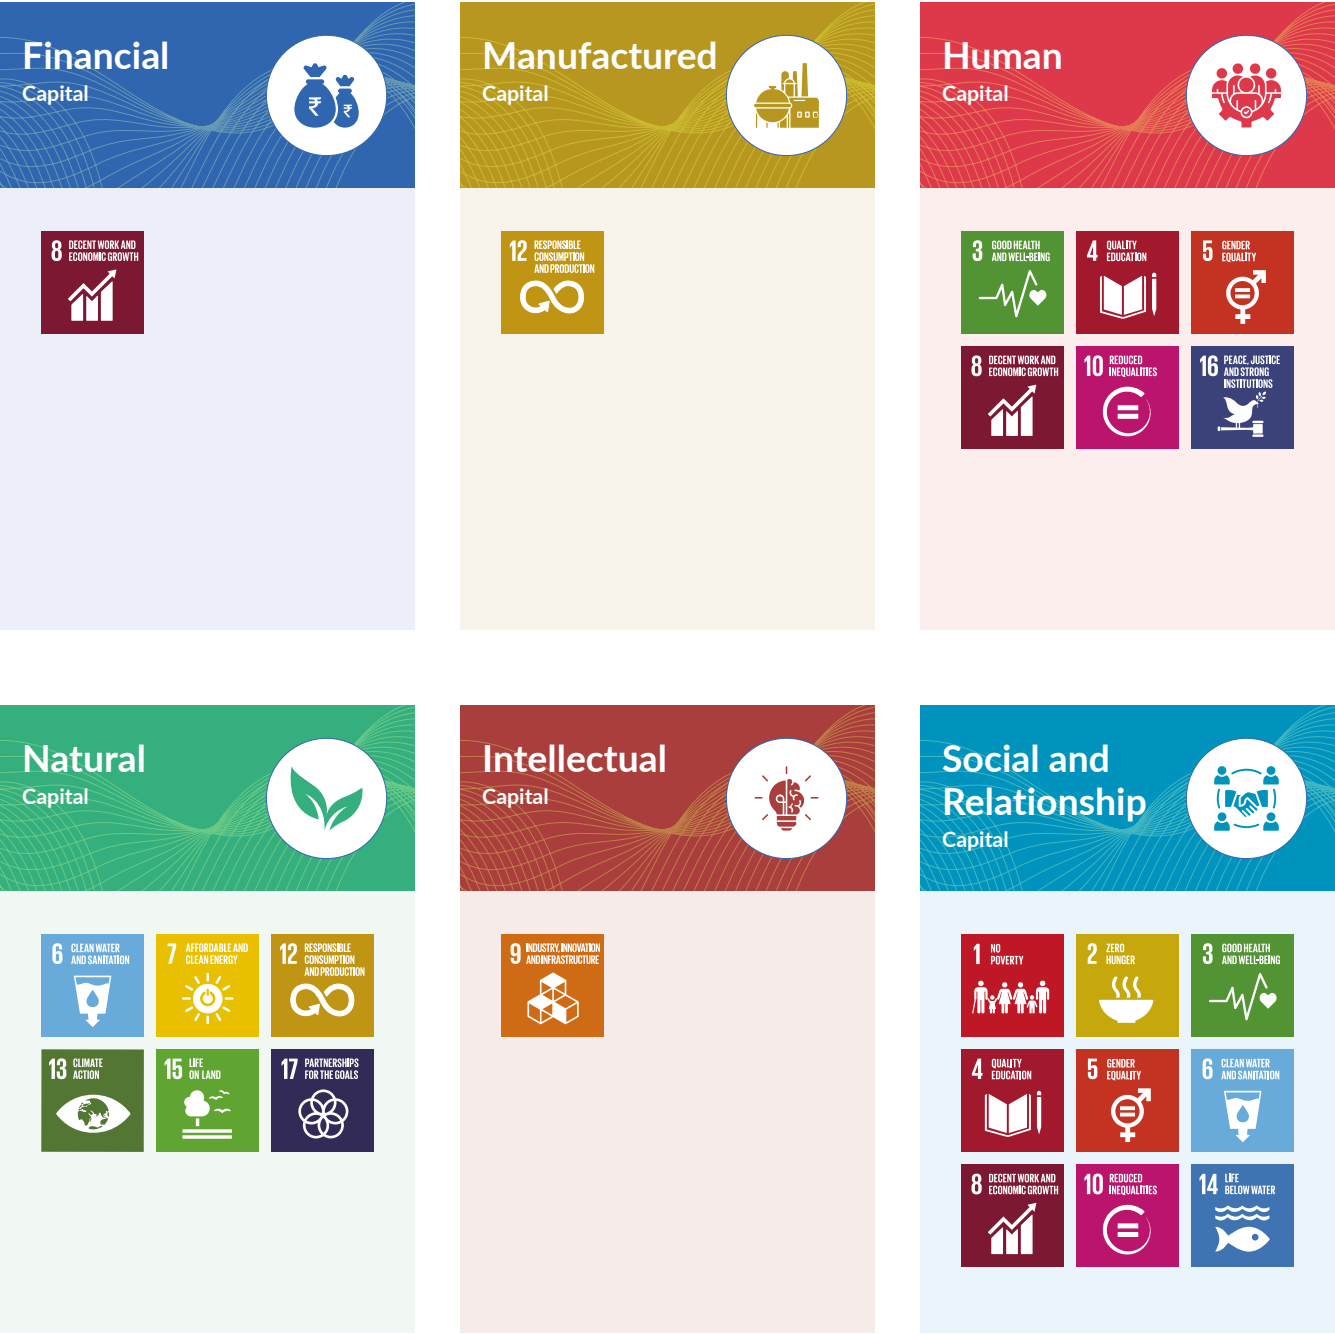 Financial
Capital
₹
₹
8 DECENT WORK AND
ECONOMIC GROWTH
Manufactured
Capital
12 RESPONSIBLE
CONSUMPTION
AND PRODUCTION
Human
Capital
3 GOOD HEALTH
AND WELL-BEING
4 QUALITY
EDUCATION
5 GENDER
EQUALITY
8 DECENT WORK AND
ECONOMIC GROWTH
10 REDUCED
INEQUALITIES
16 PEACE, JUSTICE
AND STRONG
INSTITUTIONS
Natural
Capital
6 CLEAN WATER
AND SANITATION
7 AFFORDABLE AND
CLEAN ENERGY
12 RESPONSIBLE
CONSUMPTION
AND PRODUCTION
13 CLIMATE
ACTION
15 LIFE
ON LAND
17 PARTNERSHIPS
FOR THE GOALS
Intellectual
Capital
9 INDUSTRY, INNOVATION
AND INFRASTRUCTURE
Social and
Relationship
Capital
1 NO
POVERTY
2 ZERO
HUNGER
3 GOOD HEALTH
AND WELL-BEING
4 QUALITY
EDUCATION
5 GENDER
EQUALITY
6 CLEAN WATER
AND SANITATION
8 DECENT WORK AND
ECONOMIC GROWTH
10 REDUCED
INEQUALITIES
14 LIFE
BELOW WATER